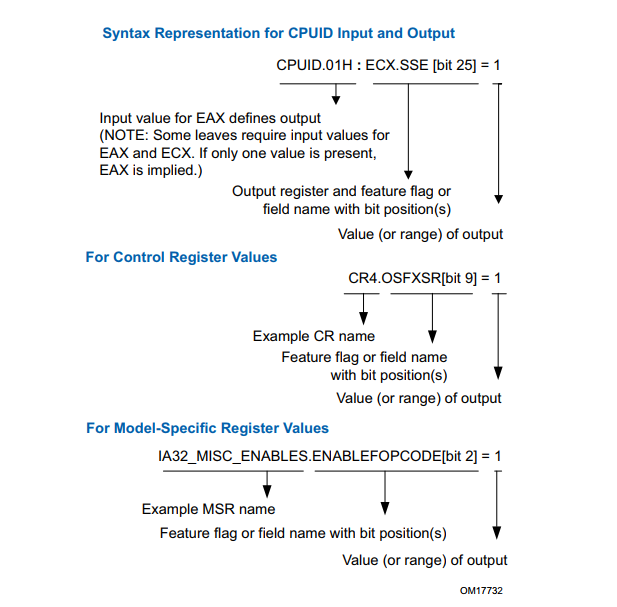 Syntax Representation for CPUID Input and Output
CPUID.01H : ECX.SSE [bit 25] = 1
Input value for EAX defines output
(NOTE: Some leaves require input values for
EAX and ECX. If only one value is present,
EAX is implied.)
Output register and feature flag or
field name with bit position(s)
Value (or range) of output
For Control Register Values
CR4.OSFXSR[bit 9] = 1
Example CR name
Feature flag or field name
with bit position(s)
Value (or range) of output
For Model-Specific Register Values
IA32_MISC_ENABLES.ENABLEFOPCODE[bit 2] = 1
Example MSR name
Feature flag or field name with bit position(s)
Value (or range) of output
OM17732